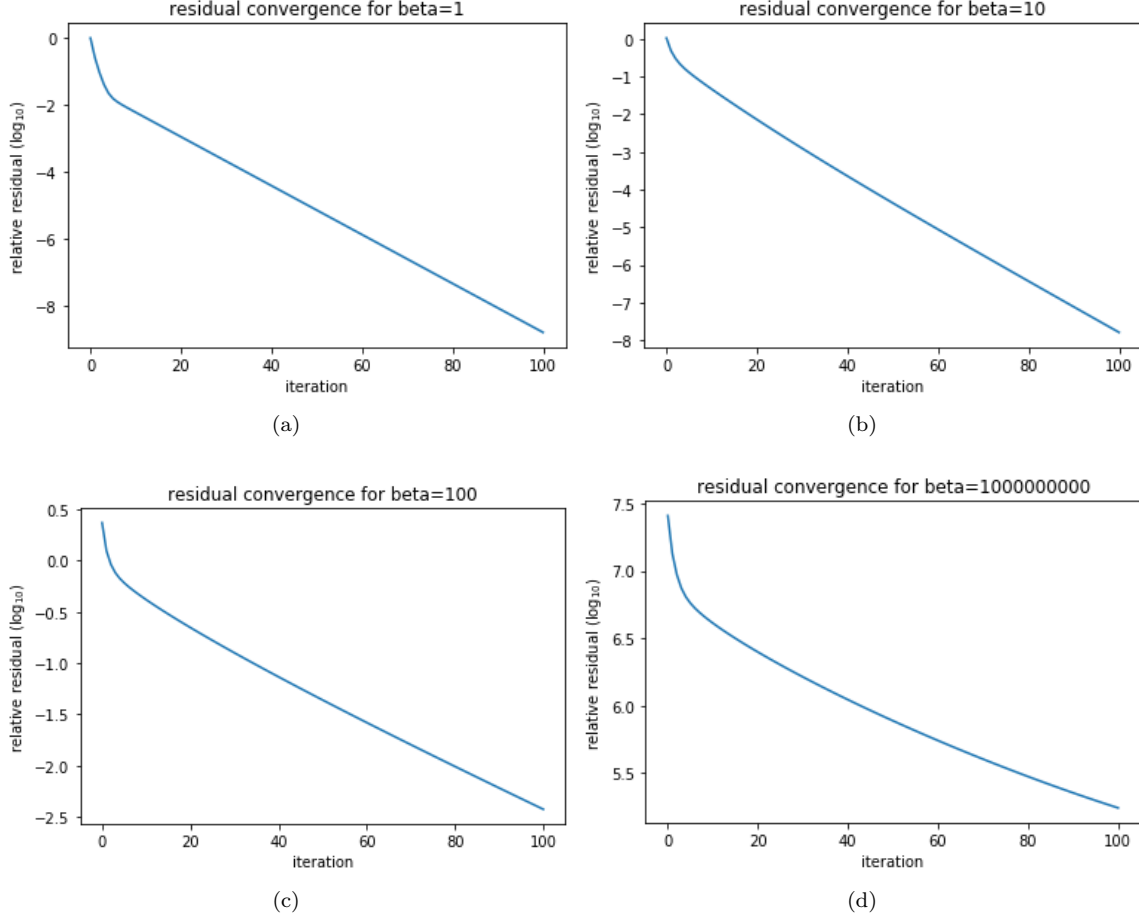 residual convergence for beta=1
relative residual (log₁₀)
0
−2
−4
−6
−8
0 20 40 60 80 100
iteration
(a)
residual convergence for beta=10
relative residual (log₁₀)
0
−1
−2
−3
−4
−5
−6
−7
−8
0 20 40 60 80 100
iteration
(b)
residual convergence for beta=100
relative residual (log₁₀)
0.5
0.0
−0.5
−1.0
−1.5
−2.0
−2.5
0 20 40 60 80 100
iteration
(c)
residual convergence for beta=1000000000
relative residual (log₁₀)
7.5
7.0
6.5
6.0
5.5
0 20 40 60 80 100
iteration
(d)